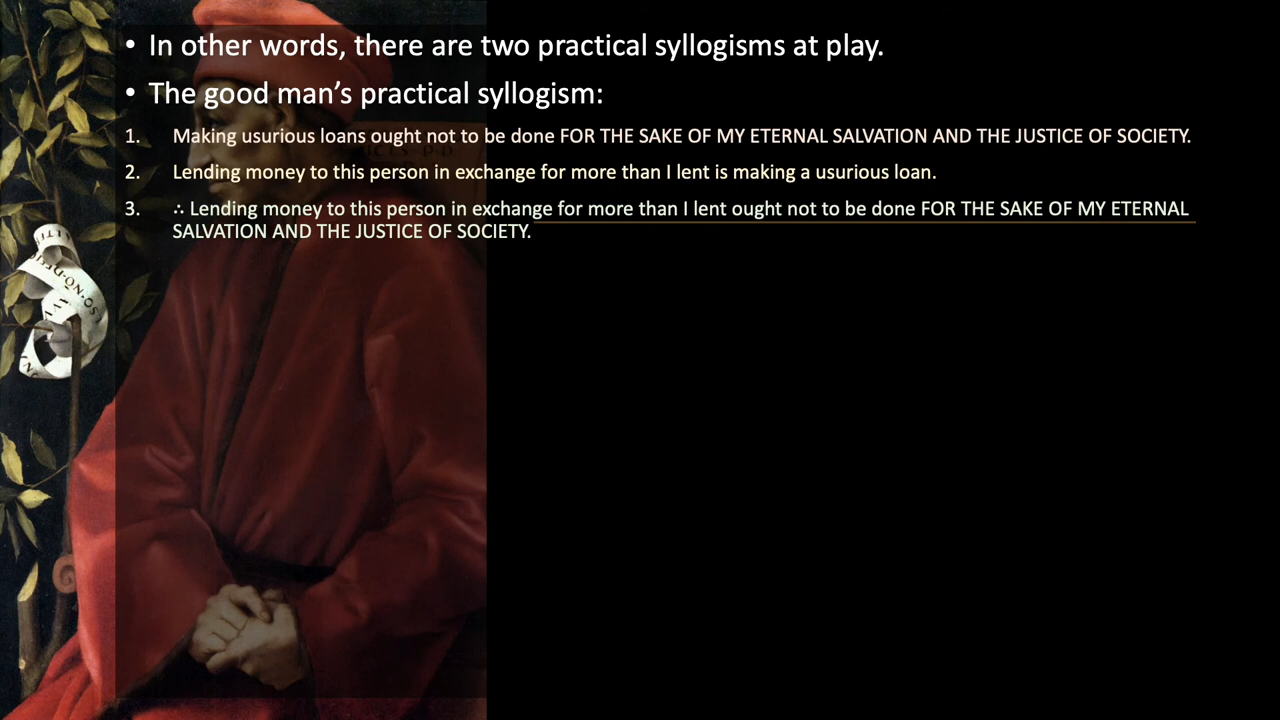 • In other words, there are two practical syllogisms at play.
• The good man’s practical syllogism:
1. Making usurious loans ought not to be done FOR THE SAKE OF MY ETERNAL SALVATION AND THE JUSTICE OF SOCIETY.
2. Lending money to this person in exchange for more than I lent is making a usurious loan.
3. ∴ Lending money to this person in exchange for more than I lent ought not to be done FOR THE SAKE OF MY ETERNAL
SALVATION AND THE JUSTICE OF SOCIETY.